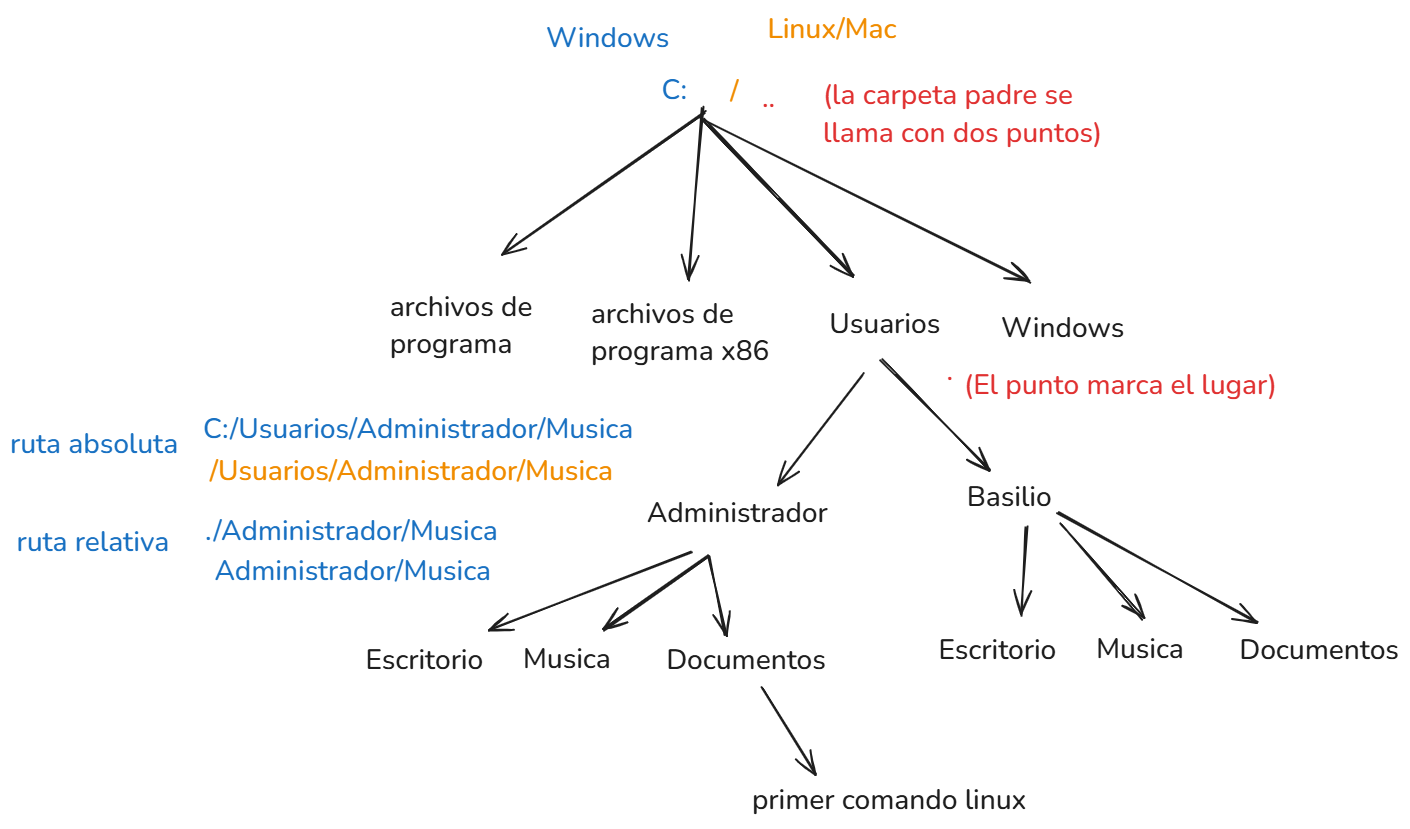 Windows
Linux/Mac
C:
/
..
(la carpeta padre se
llama con dos puntos)
archivos de
programa
archivos de
programa x86
Usuarios
Windows
. (El punto marca el lugar)
ruta absoluta
C:/Usuarios/Administrador/Musica
/Usuarios/Administrador/Musica
ruta relativa
./Administrador/Musica
Administrador/Musica
Administrador
Basilio
Escritorio
Musica
Documentos
Escritorio
Musica
Documentos
primer comando linux